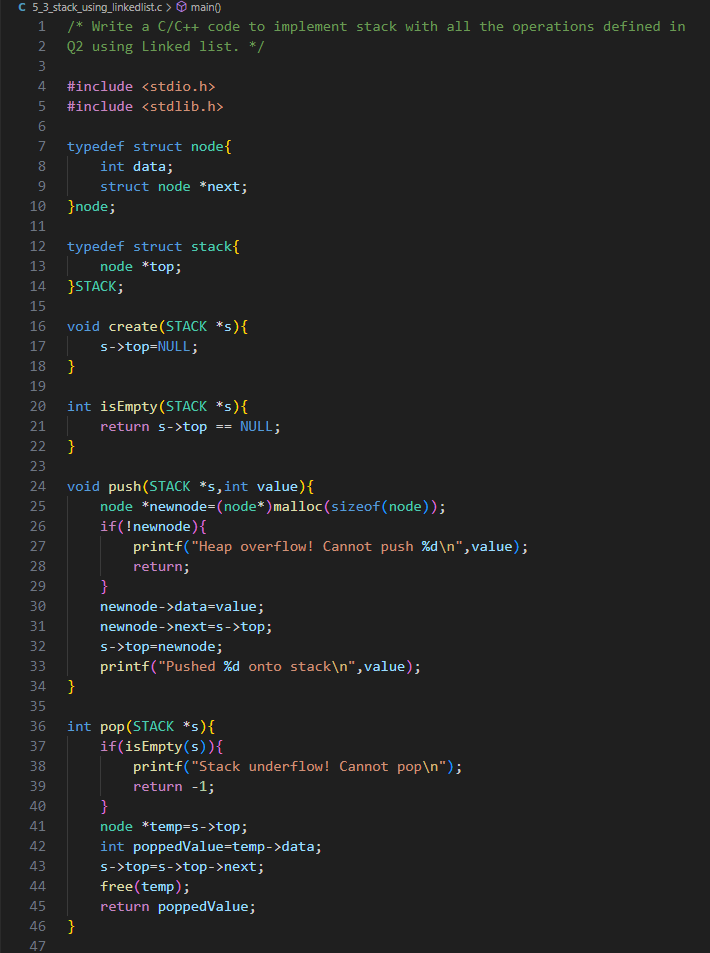 C 5_3_stack_using_linkedlist.c > main()
1 /* Write a C/C++ code to implement stack with all the operations defined in
2 Q2 using Linked list. */
3
4 #include <stdio.h>
5 #include <stdlib.h>
6
7 typedef struct node{
8     int data;
9     struct node *next;
10 }node;
11
12 typedef struct stack{
13     node *top;
14 }STACK;
15
16 void create(STACK *s){
17     s->top=NULL;
18 }
19
20 int isEmpty(STACK *s){
21     return s->top == NULL;
22 }
23
24 void push(STACK *s,int value){
25     node *newnode=(node*)malloc(sizeof(node));
26     if(!newnode){
27         printf("Heap overflow! Cannot push %d\n",value);
28         return;
29     }
30     newnode->data=value;
31     newnode->next=s->top;
32     s->top=newnode;
33     printf("Pushed %d onto stack\n",value);
34 }
35
36 int pop(STACK *s){
37     if(isEmpty(s)){
38         printf("Stack underflow! Cannot pop\n");
39         return -1;
40     }
41     node *temp=s->top;
42     int poppedValue=temp->data;
43     s->top=s->top->next;
44     free(temp);
45     return poppedValue;
46 }
47